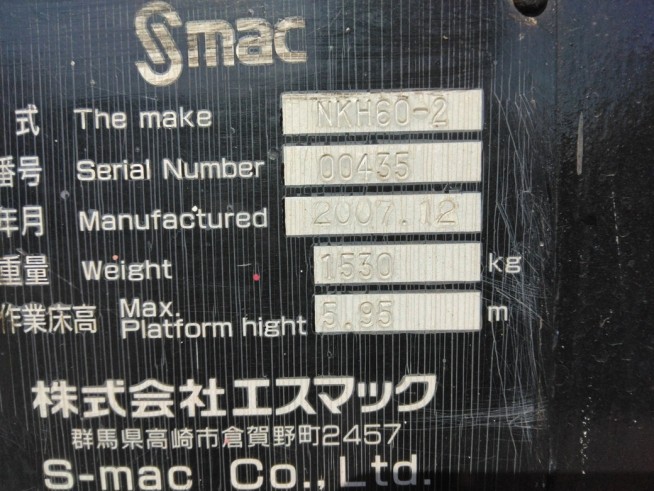 Smac
式 The make NKH60-2
番号 Serial Number 00435
年月 Manufactured 2007.12
重量 Weight 1530 kg
作業床高 Max. Platform hight 5.95 m
株式会社エスマック
群馬県高崎市倉賀野町2457
S-mac Co., Ltd.